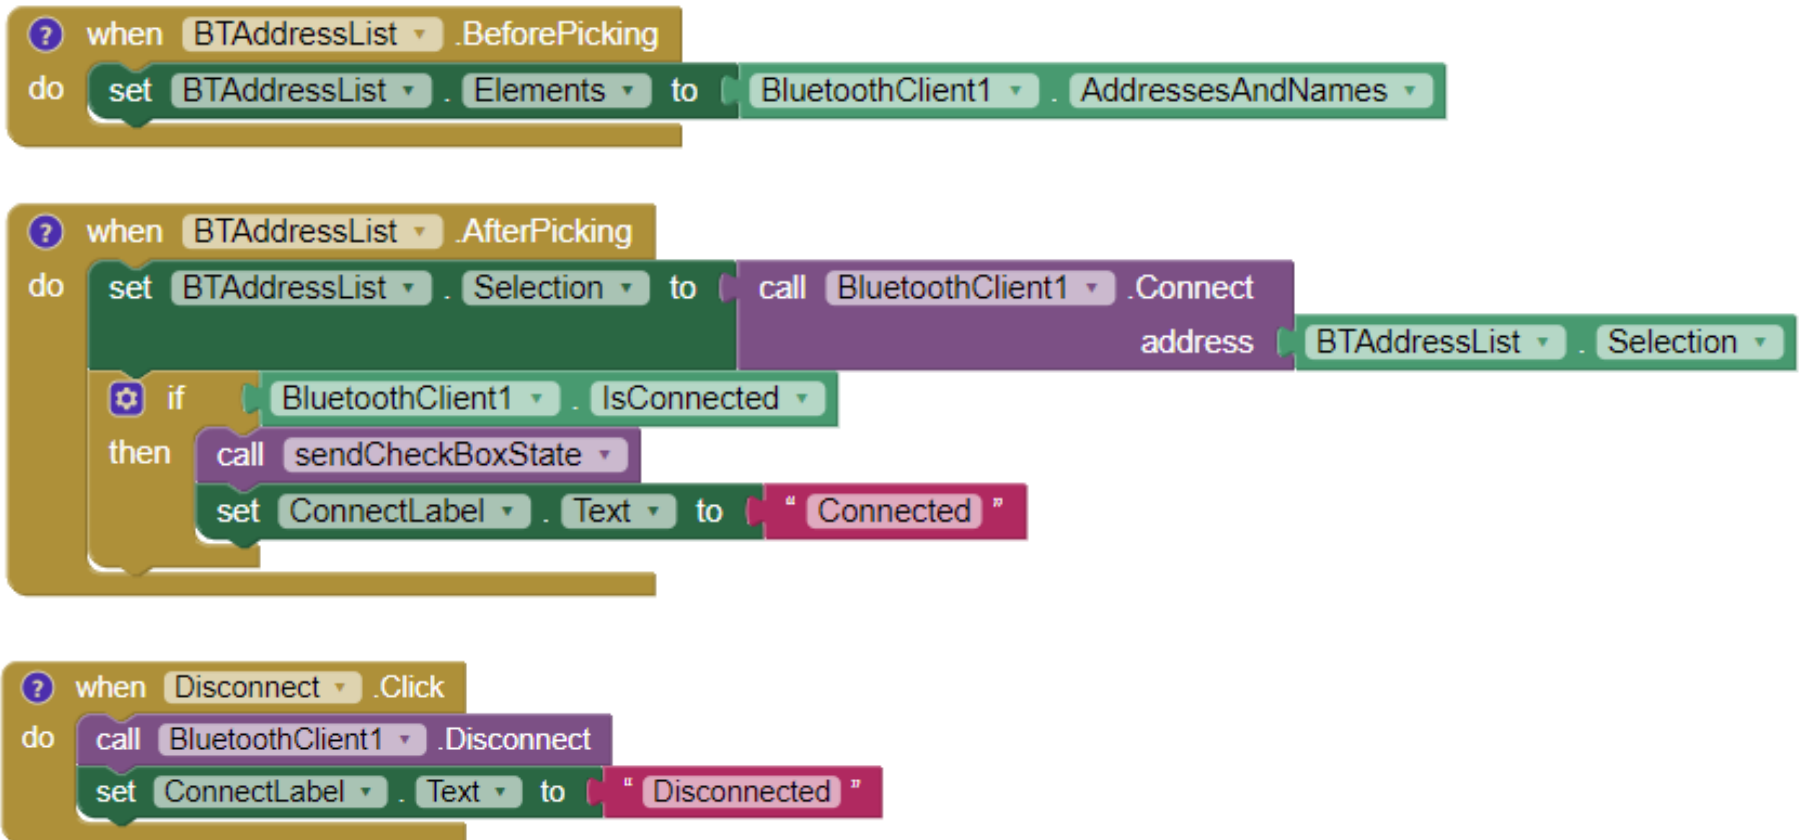 ? when BTAddressList .BeforePicking
do set BTAddressList . Elements to BluetoothClient1 . AddressesAndNames
? when BTAddressList .AfterPicking
do set BTAddressList . Selection to call BluetoothClient1 .Connect
address BTAddressList . Selection
if BluetoothClient1 . IsConnected
then call sendCheckBoxState
set ConnectLabel . Text to “ Connected ”
? when Disconnect .Click
do call BluetoothClient1 .Disconnect
set ConnectLabel . Text to “ Disconnected ”